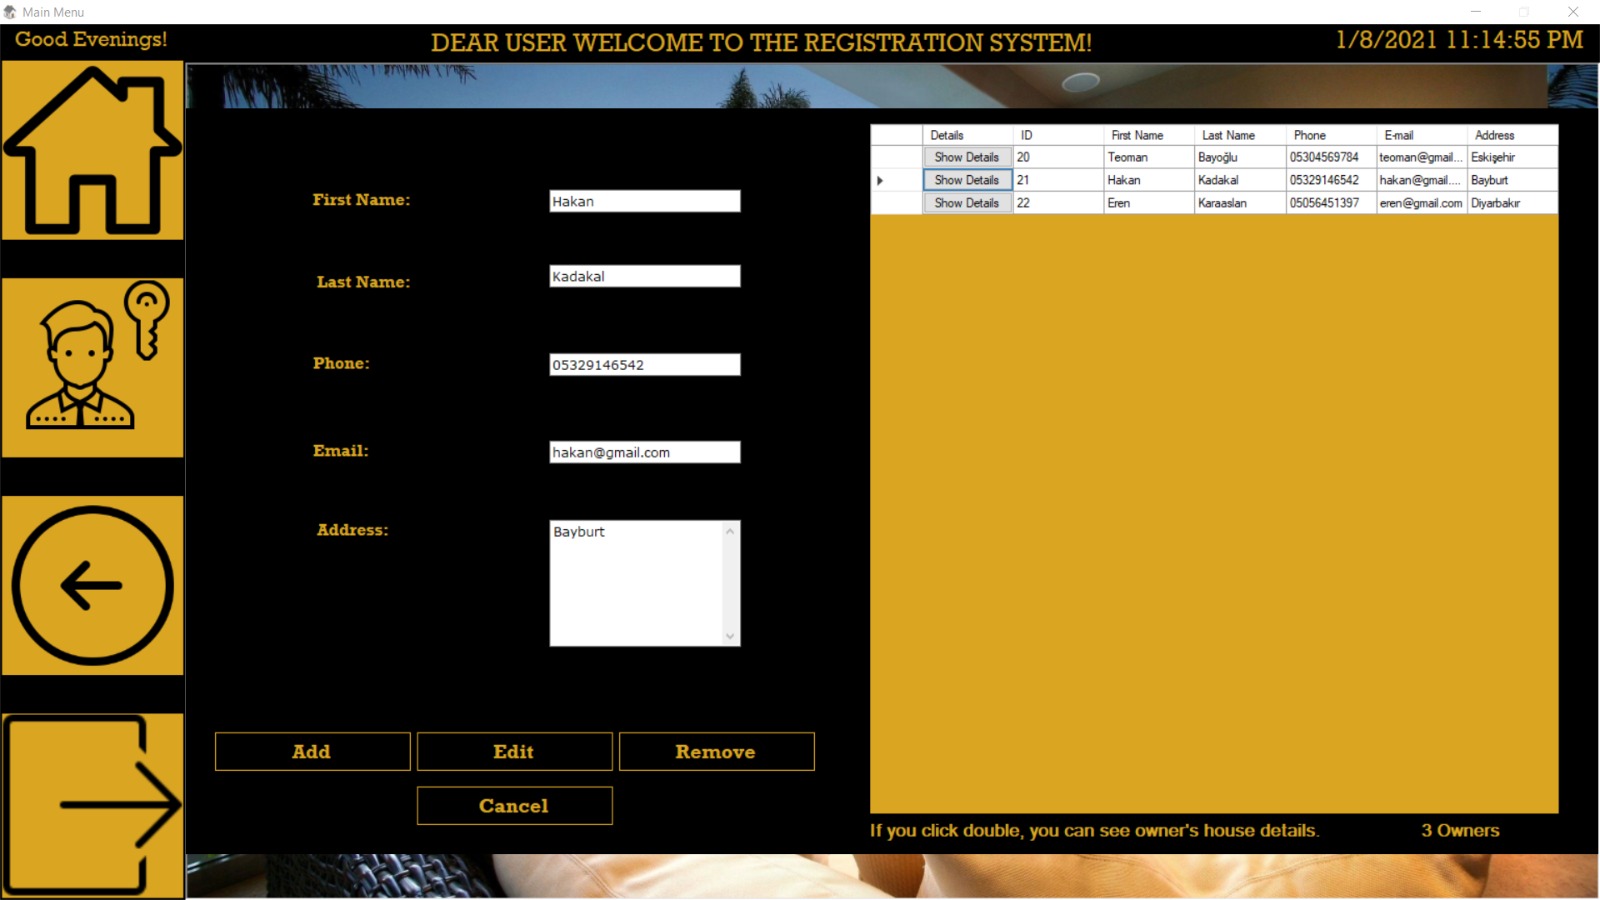 Main Menu
Good Evenings!
DEAR USER WELCOME TO THE REGISTRATION SYSTEM!
1/8/2021 11:14:55 PM
First Name:
Hakan
Last Name:
Kadakal
Phone:
05329146542
Email:
hakan@gmail.com
Address:
Bayburt
Add
Edit
Remove
Cancel
Details ID First Name Last Name Phone E-mail Address
Show Details 20 Teoman Bayoğlu 05304569784 teoman@gmail... Eskişehir
Show Details 21 Hakan Kadakal 05329146542 hakan@gmail.... Bayburt
Show Details 22 Eren Karaaslan 05056451397 eren@gmail.com Diyarbakır
If you click double, you can see owner's house details.
3 Owners